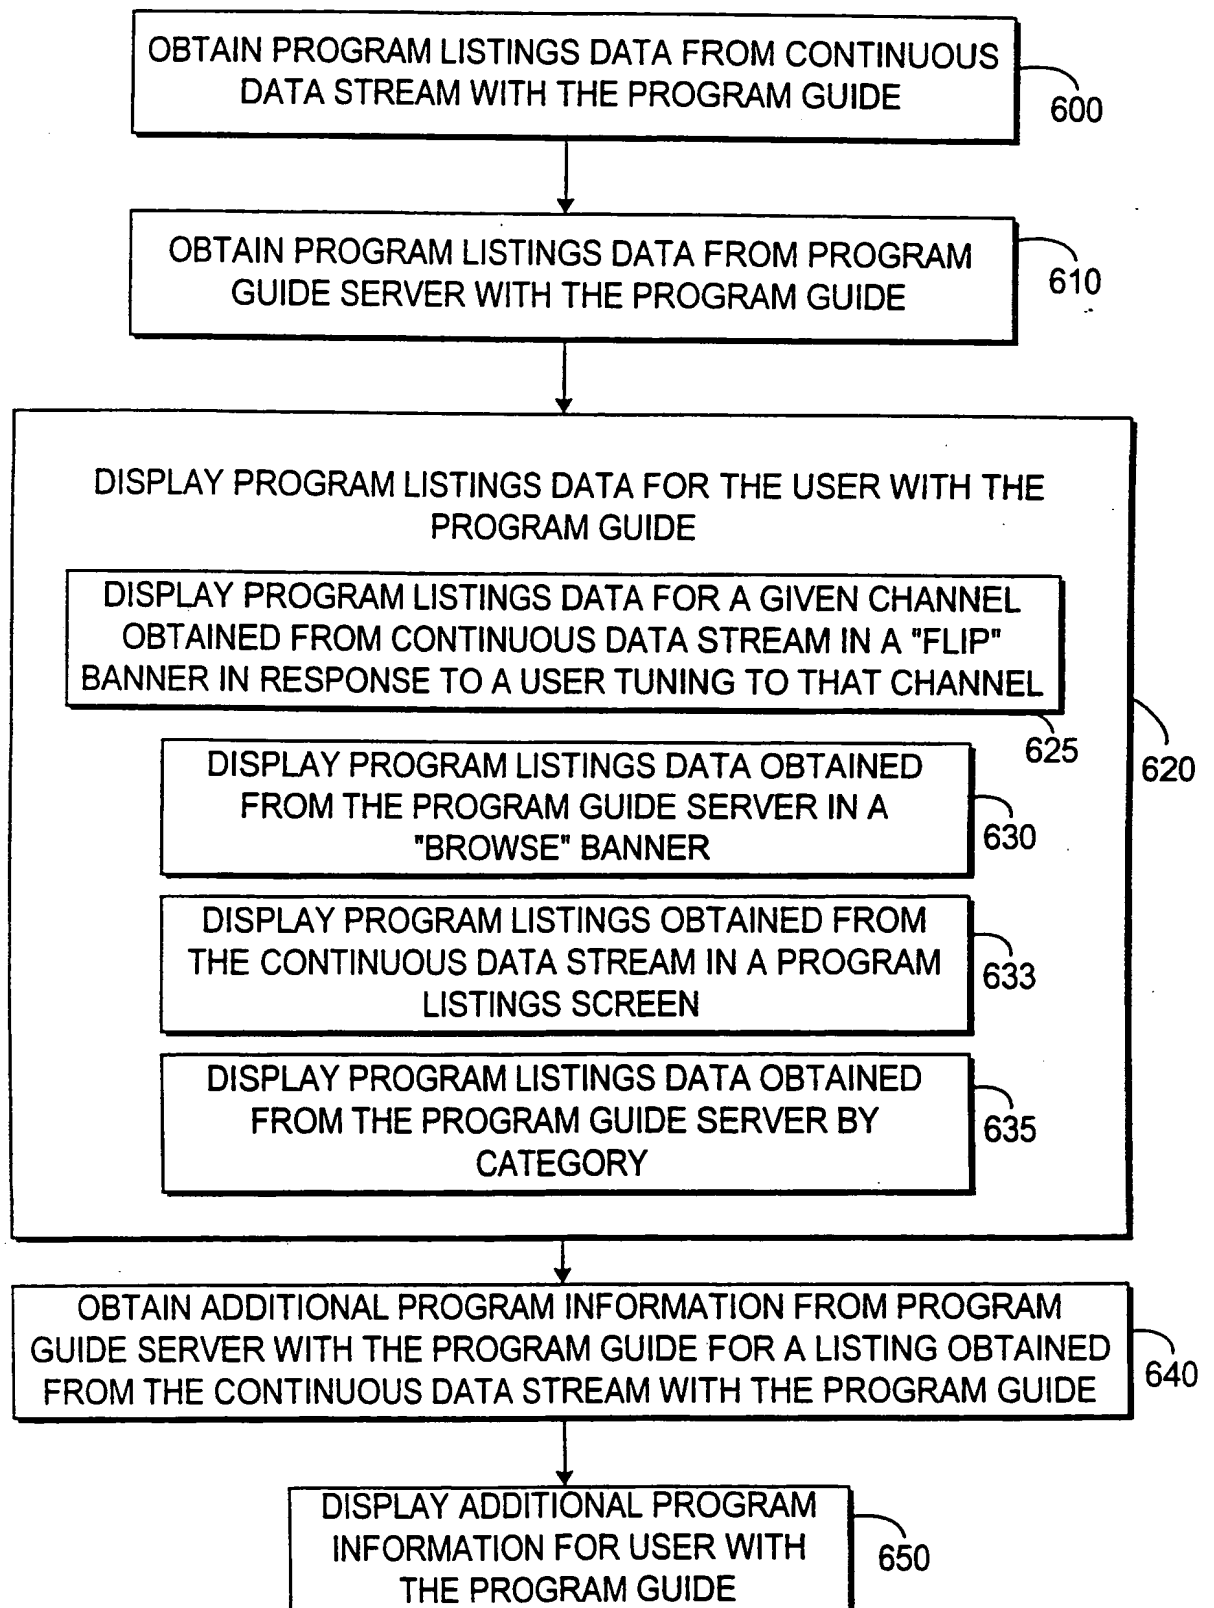 OBTAIN PROGRAM LISTINGS DATA FROM CONTINUOUS
DATA STREAM WITH THE PROGRAM GUIDE
600
OBTAIN PROGRAM LISTINGS DATA FROM PROGRAM
GUIDE SERVER WITH THE PROGRAM GUIDE
610
DISPLAY PROGRAM LISTINGS DATA FOR THE USER WITH THE
PROGRAM GUIDE
DISPLAY PROGRAM LISTINGS DATA FOR A GIVEN CHANNEL
OBTAINED FROM CONTINUOUS DATA STREAM IN A "FLIP"
BANNER IN RESPONSE TO A USER TUNING TO THAT CHANNEL
625
620
DISPLAY PROGRAM LISTINGS DATA OBTAINED
FROM THE PROGRAM GUIDE SERVER IN A
"BROWSE" BANNER
630
DISPLAY PROGRAM LISTINGS OBTAINED FROM
THE CONTINUOUS DATA STREAM IN A PROGRAM
LISTINGS SCREEN
633
DISPLAY PROGRAM LISTINGS DATA OBTAINED
FROM THE PROGRAM GUIDE SERVER BY
CATEGORY
635
OBTAIN ADDITIONAL PROGRAM INFORMATION FROM PROGRAM
GUIDE SERVER WITH THE PROGRAM GUIDE FOR A LISTING OBTAINED
FROM THE CONTINUOUS DATA STREAM WITH THE PROGRAM GUIDE
640
DISPLAY ADDITIONAL PROGRAM
INFORMATION FOR USER WITH
THE PROGRAM GUIDE
650